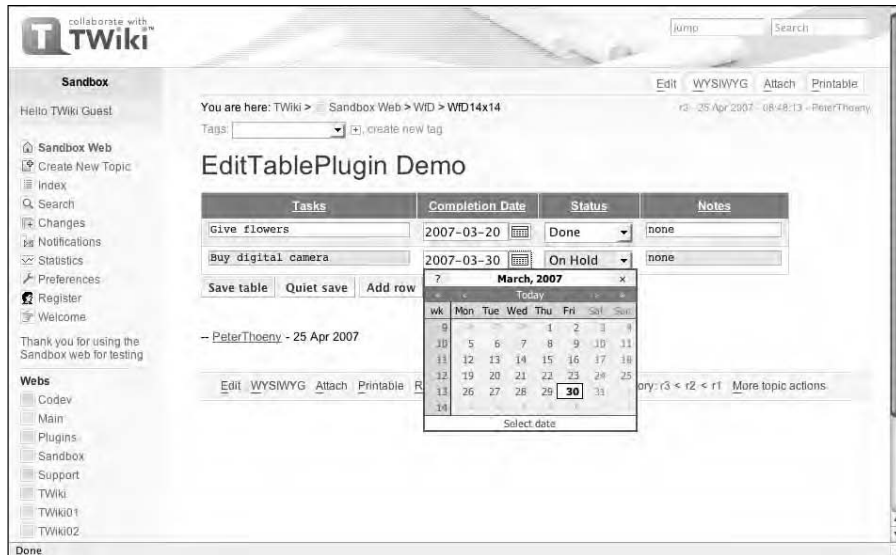 collaborate with
TWiki™
jump
Search
Sandbox
Edit WYSIWYG Attach Printable
Hello TWiki Guest
You are here: TWiki > Sandbox Web > WfD > WfD14x14
r3 - 25 Apr 2007 - 08:48:13 - PeterThoeny
Tags:
create new tag
Sandbox Web
Create New Topic
Index
Search
Changes
Notifications
Statistics
Preferences
Register
Welcome
Thank you for using the
Sandbox web for testing
Webs
Codev
Main
Plugins
Sandbox
Support
TWiki
TWiki01
TWiki02
EditTablePlugin Demo
Tasks Completion Date Status Notes
Give flowers 2007-03-20 Done none
Buy digital camera 2007-03-30 On Hold none
Save table Quiet save Add row
? March, 2007 ×
Today
wk Mon Tue Wed Thu Fri Sat Sun
9 1 2 3 4
10 5 6 7 8 9 10 11
11 12 13 14 15 16 17 18
12 19 20 21 22 23 24 25
13 26 27 28 29 30 31
14
Select date
-- PeterThoeny - 25 Apr 2007
Edit WYSIWYG Attach Printable R
ory: r3 < r2 < r1 More topic actions
Done